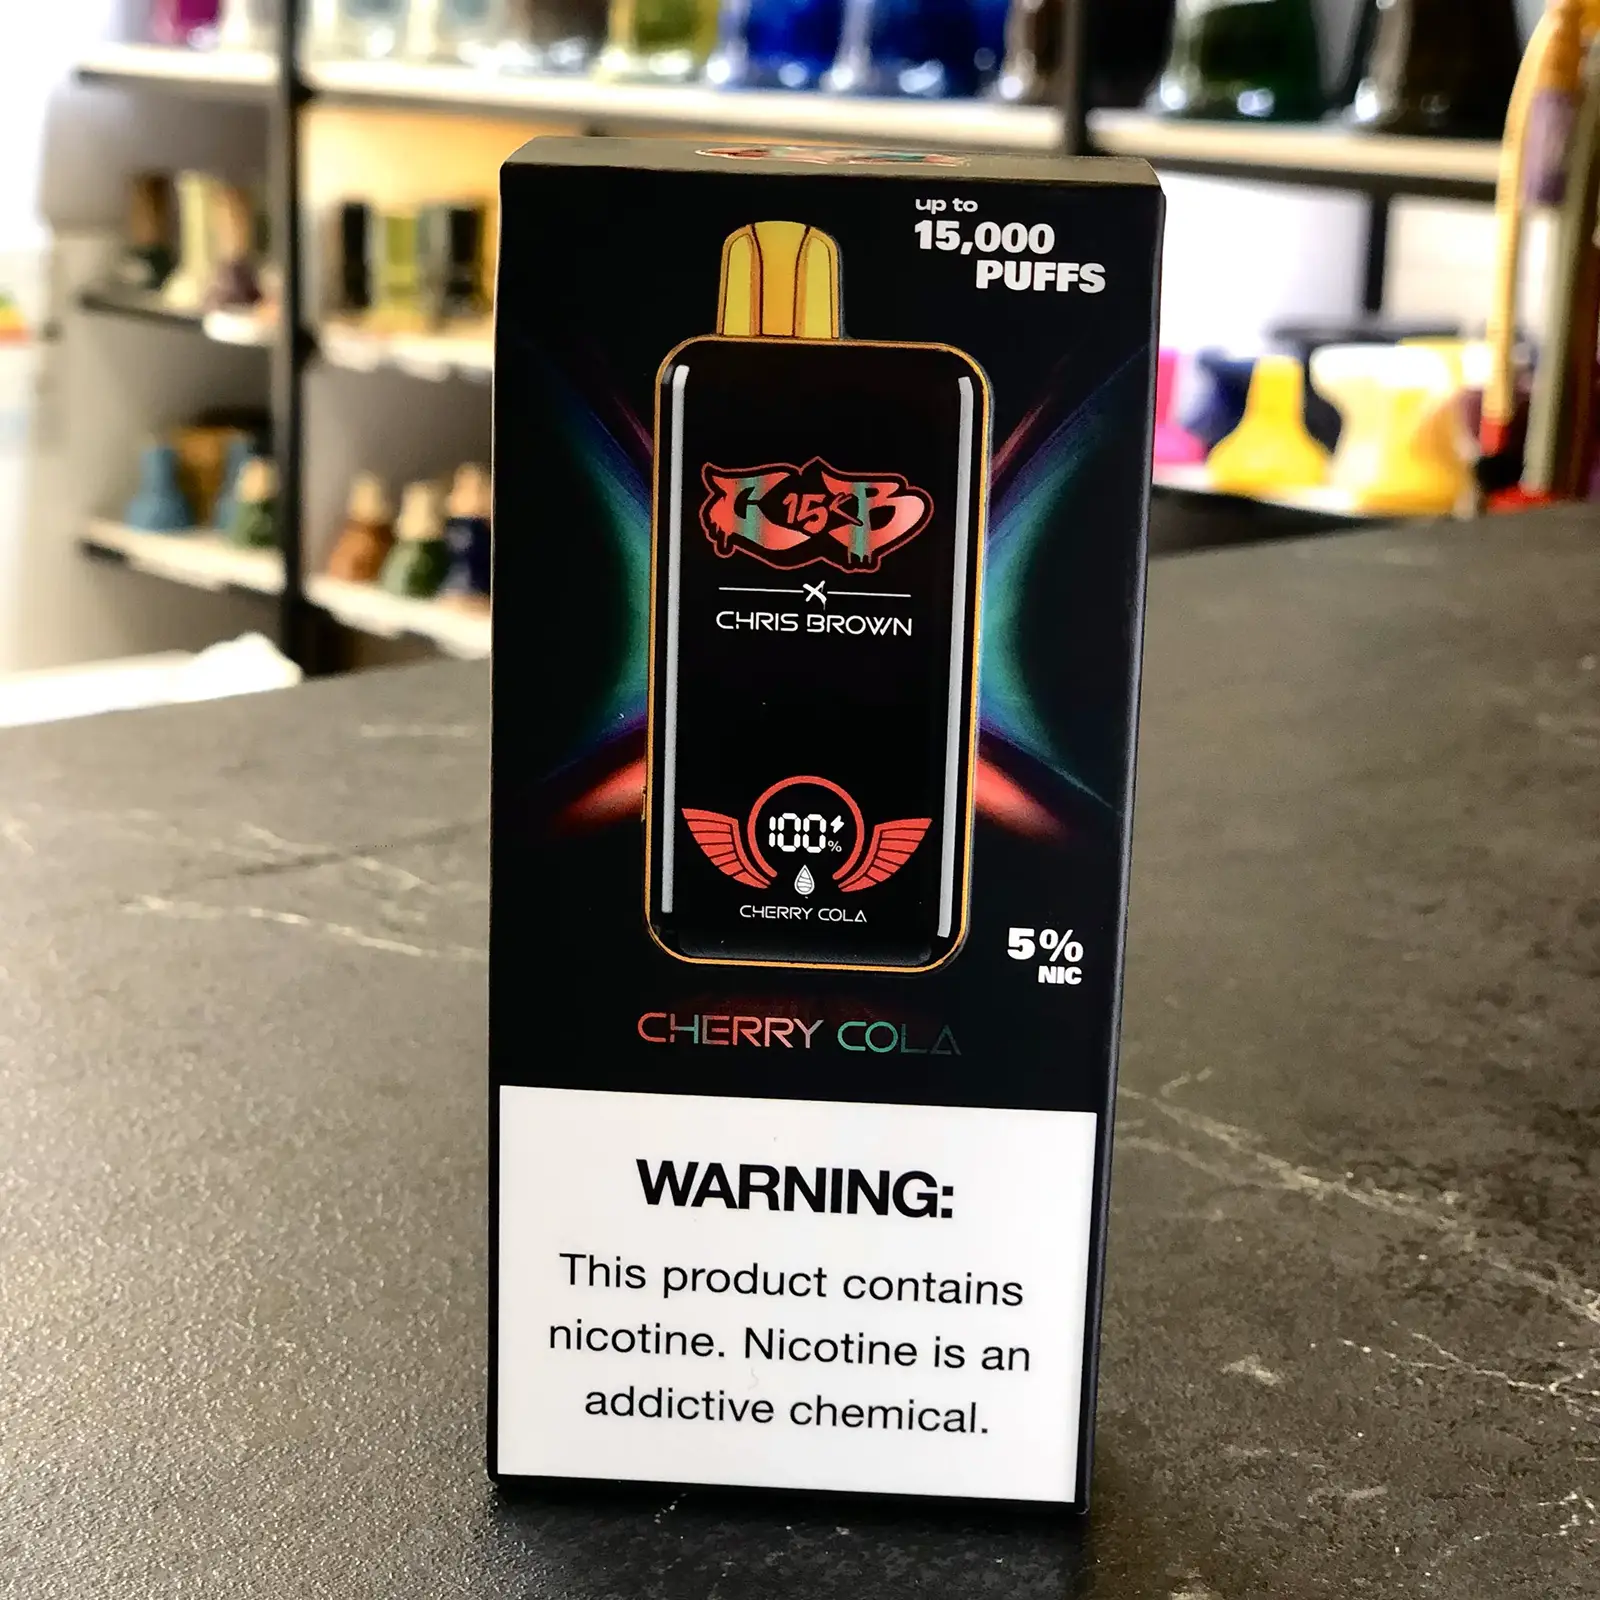 up to
15,000
PUFFS
C 15K B
X
CHRIS BROWN
100%
CHERRY COLA
5%
NIC
CHERRY COLA
WARNING:
This product contains
nicotine. Nicotine is an
addictive chemical.